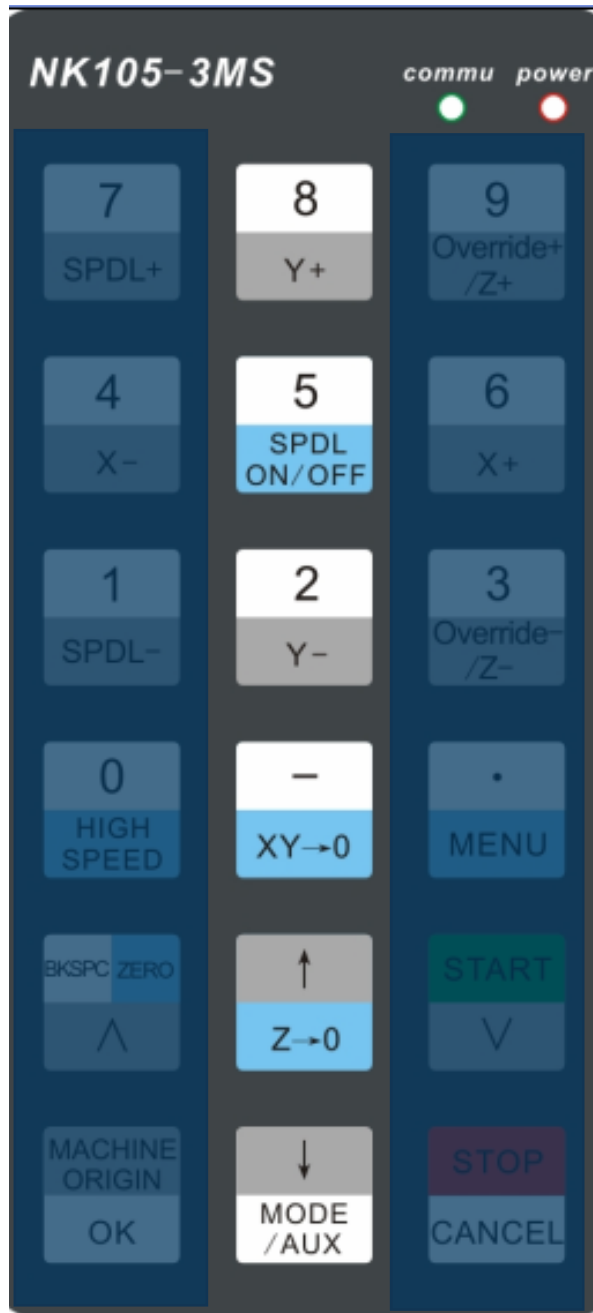 NK105-3MS
commu power
7 8 9
SPDL+ Y+ Override+
/Z+
4 5 6
X- SPDL
ON/OFF X+
1 2 3
SPDL- Y- Override-
/Z-
0 - .
HIGH
SPEED XY→0 MENU
BKSPC ZERO ↑ START
∧ Z→0 ∨
MACHINE
ORIGIN ↓ STOP
OK MODE
/AUX CANCEL